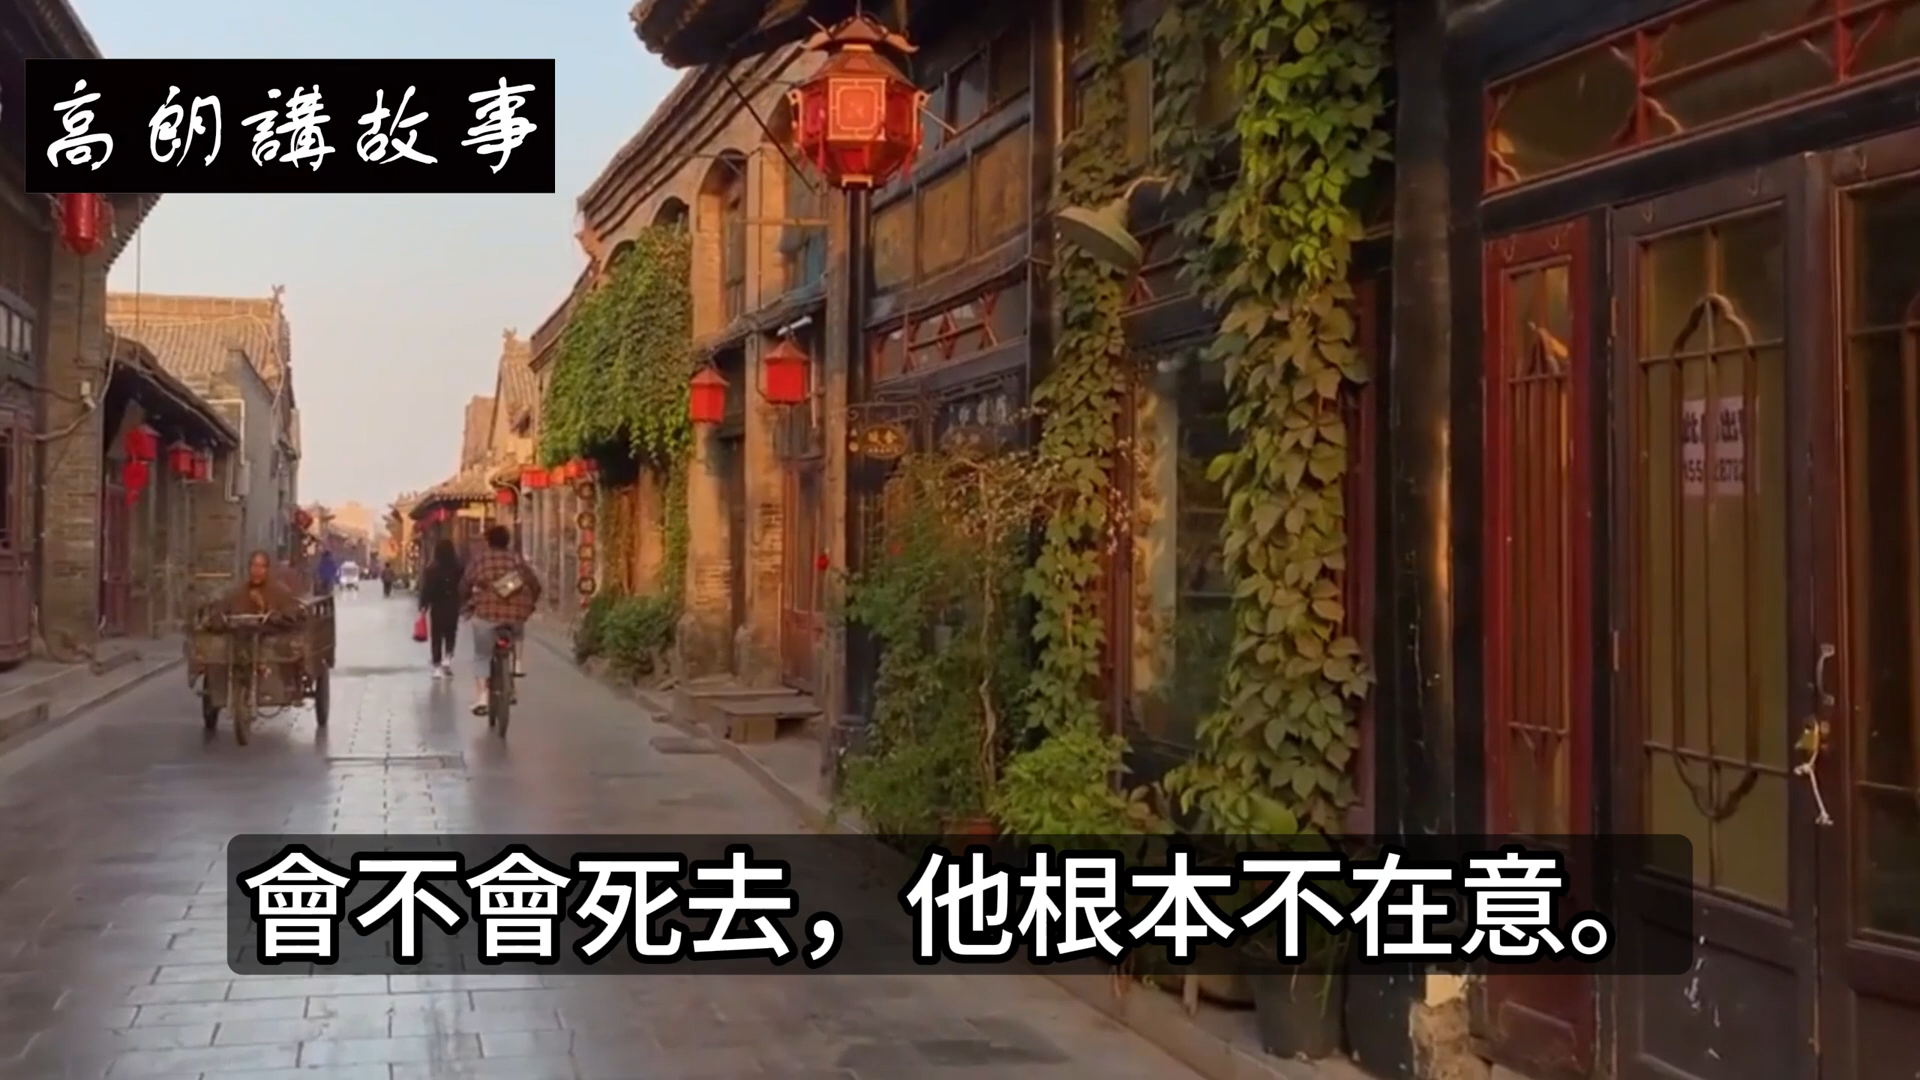 高朗講故事
會不會死去，他根本不在意。